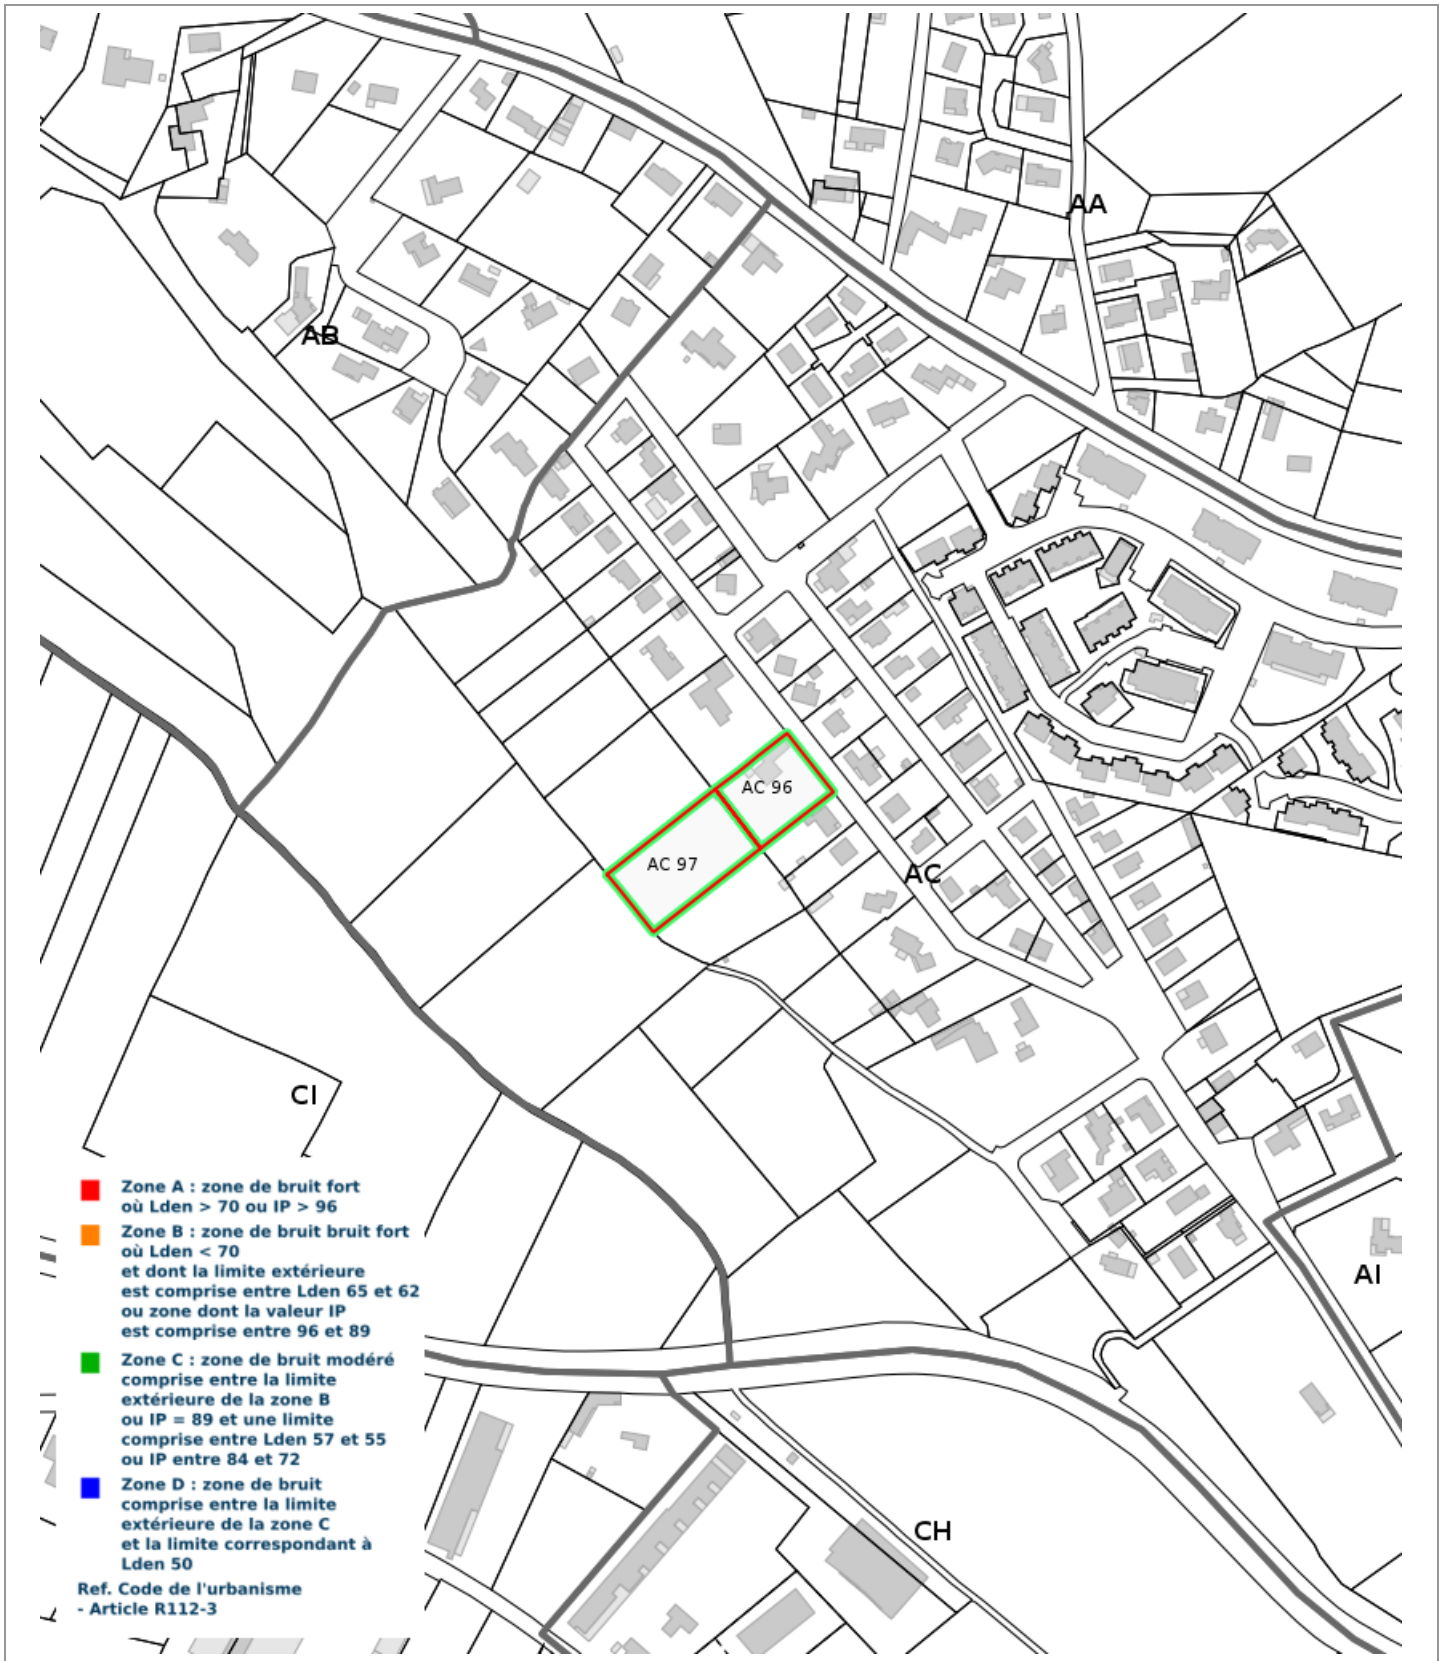 AA
AB
AC 96
AC 97
AC
CI
Zone A : zone de bruit fort
où Lden > 70 ou IP > 96
Zone B : zone de bruit bruit fort
où Lden < 70
et dont la limite extérieure
est comprise entre Lden 65 et 62
ou zone dont la valeur IP
est comprise entre 96 et 89
Zone C : zone de bruit modéré
comprise entre la limite
extérieure de la zone B
ou IP = 89 et une limite
comprise entre Lden 57 et 55
ou IP entre 84 et 72
Zone D : zone de bruit
comprise entre la limite
extérieure de la zone C
et la limite correspondant à
Lden 50
Ref. Code de l'urbanisme
- Article R112-3
AI
CH